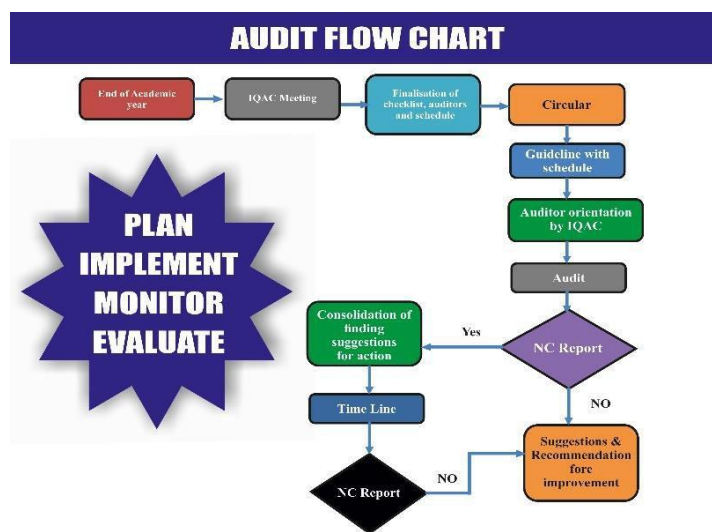 AUDIT FLOW CHART
End of Academic
year
IQAC Meeting
Finalisation of
checklist, auditors
and schedule
Circular
Guideline with
schedule
Auditor orientation
by IQAC
Audit
NC Report
Yes
NO
Consolidation of
finding
suggestions
for action
Time Line
NC Report
NO
Suggestions &
Recommendation
forc
improvement
PLAN
IMPLEMENT
MONITOR
EVALUATE